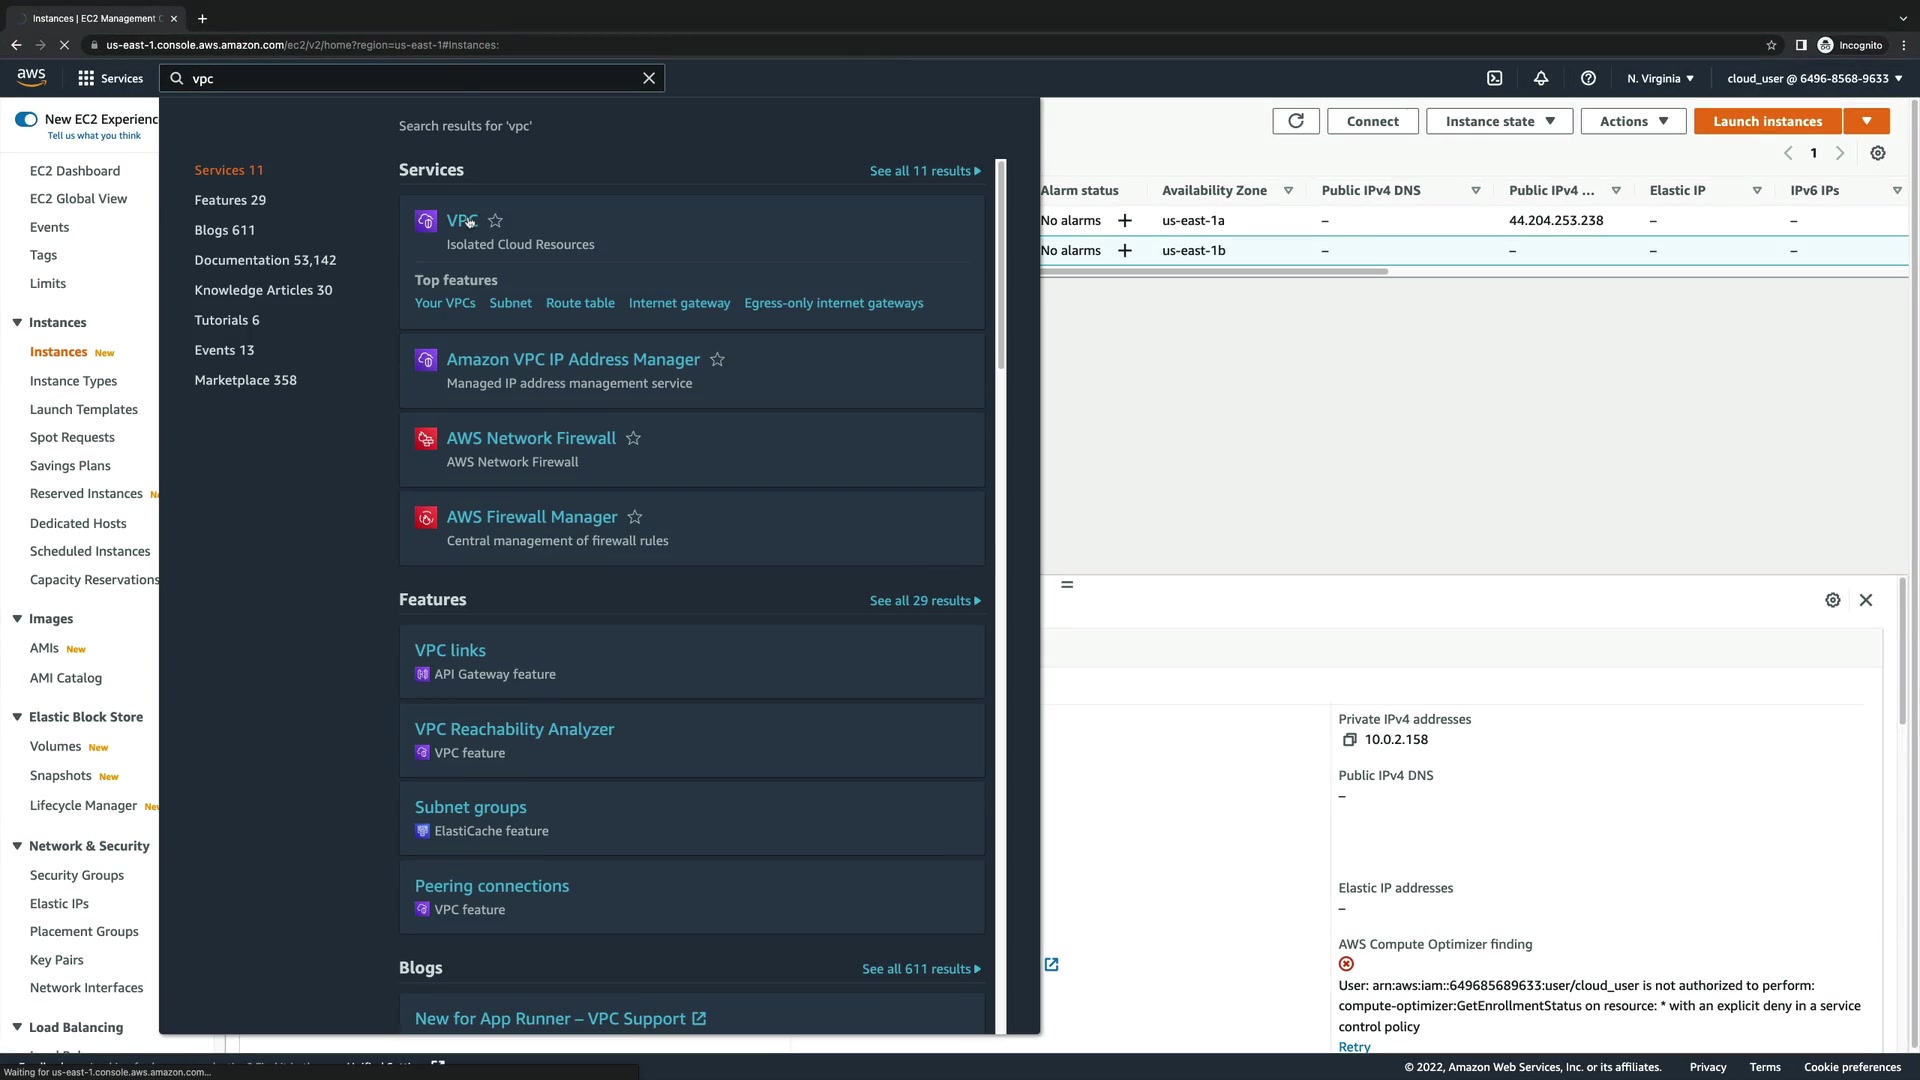 Instances | EC2 Management C
us-east-1.console.aws.amazon.com/ec2/v2/home?region=us-east-1#Instances:
Incognito
aws
Services
vpc
N. Virginia
cloud_user @ 6496-8568-9633
New EC2 Experienc
Tell us what you think
EC2 Dashboard
EC2 Global View
Events
Tags
Limits
Instances
Instances New
Instance Types
Launch Templates
Spot Requests
Savings Plans
Reserved Instances
Dedicated Hosts
Scheduled Instances
Capacity Reservations
Images
AMIs New
AMI Catalog
Elastic Block Store
Volumes New
Snapshots New
Lifecycle Manager New
Network & Security
Security Groups
Elastic IPs
Placement Groups
Key Pairs
Network Interfaces
Load Balancing
Search results for 'vpc'
Services 11
Features 29
Blogs 611
Documentation 53,142
Knowledge Articles 30
Tutorials 6
Events 13
Marketplace 358
Services
See all 11 results
VPC
Isolated Cloud Resources
Top features
Your VPCs Subnet Route table Internet gateway Egress-only internet gateways
Amazon VPC IP Address Manager
Managed IP address management service
AWS Network Firewall
AWS Network Firewall
AWS Firewall Manager
Central management of firewall rules
Features
See all 29 results
VPC links
API Gateway feature
VPC Reachability Analyzer
VPC feature
Subnet groups
ElastiCache feature
Peering connections
VPC feature
Blogs
See all 611 results
New for App Runner – VPC Support
Connect
Instance state
Actions
Launch instances
1
Alarm status Availability Zone Public IPv4 DNS Public IPv4 ... Elastic IP IPv6 IPs
No alarms + us-east-1a – 44.204.253.238 – –
No alarms + us-east-1b – – – –
Private IPv4 addresses
10.0.2.158
Public IPv4 DNS
–
Elastic IP addresses
–
AWS Compute Optimizer finding
User: arn:aws:iam::649685689633:user/cloud_user is not authorized to perform:
compute-optimizer:GetEnrollmentStatus on resource: * with an explicit deny in a service
control policy
Retry
Waiting for us-east-1.console.aws.amazon.com...
© 2022, Amazon Web Services, Inc. or its affiliates. Privacy Terms Cookie preferences